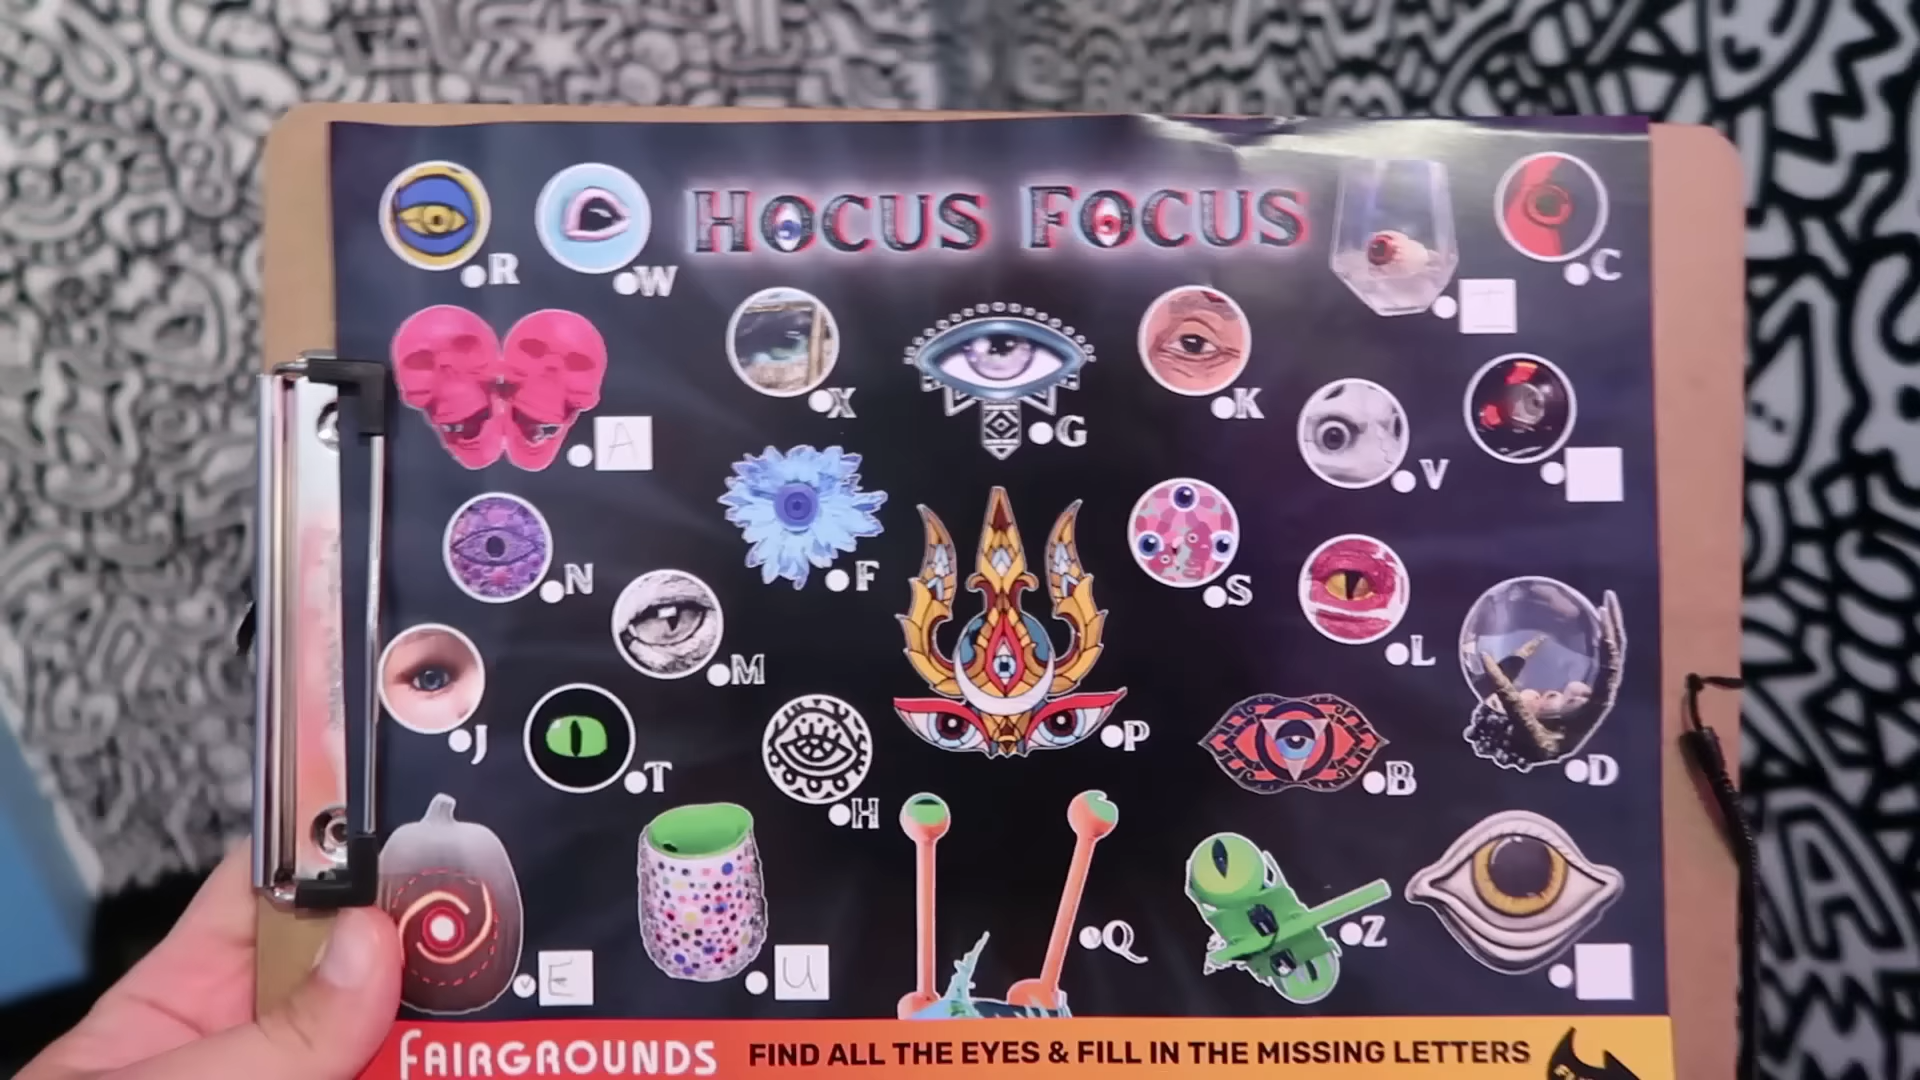 HOCUS FOCUS
R
W
C
I
X
G
K
A
V
N
F
S
M
L
J
T
H
P
B
D
E
U
Q
Z
FAIRGROUNDS FIND ALL THE EYES & FILL IN THE MISSING LETTERS